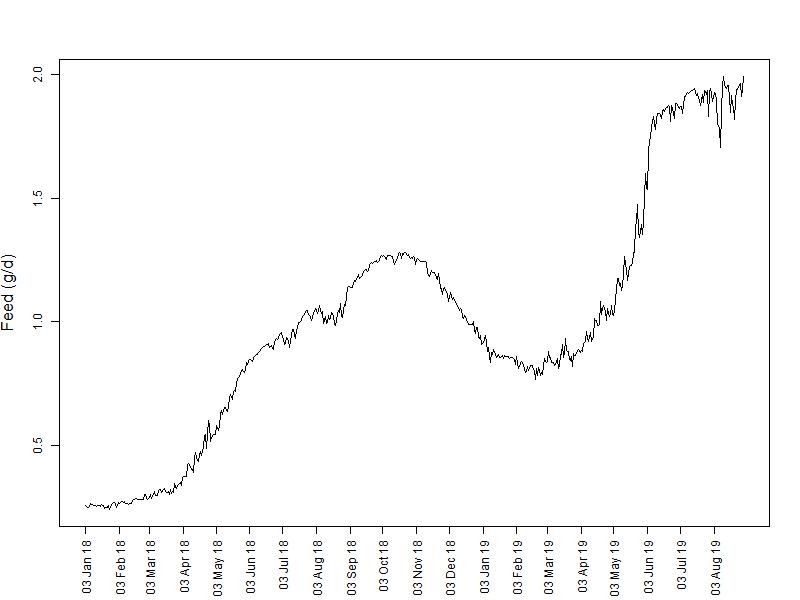 Feed (g/d)
2.0
1.5
1.0
0.5
03 Jan 18
03 Feb 18
03 Mar 18
03 Apr 18
03 May 18
03 Jun 18
03 Jul 18
03 Aug 18
03 Sep 18
03 Oct 18
03 Nov 18
03 Dec 18
03 Jan 19
03 Feb 19
03 Mar 19
03 Apr 19
03 May 19
03 Jun 19
03 Jul 19
03 Aug 19